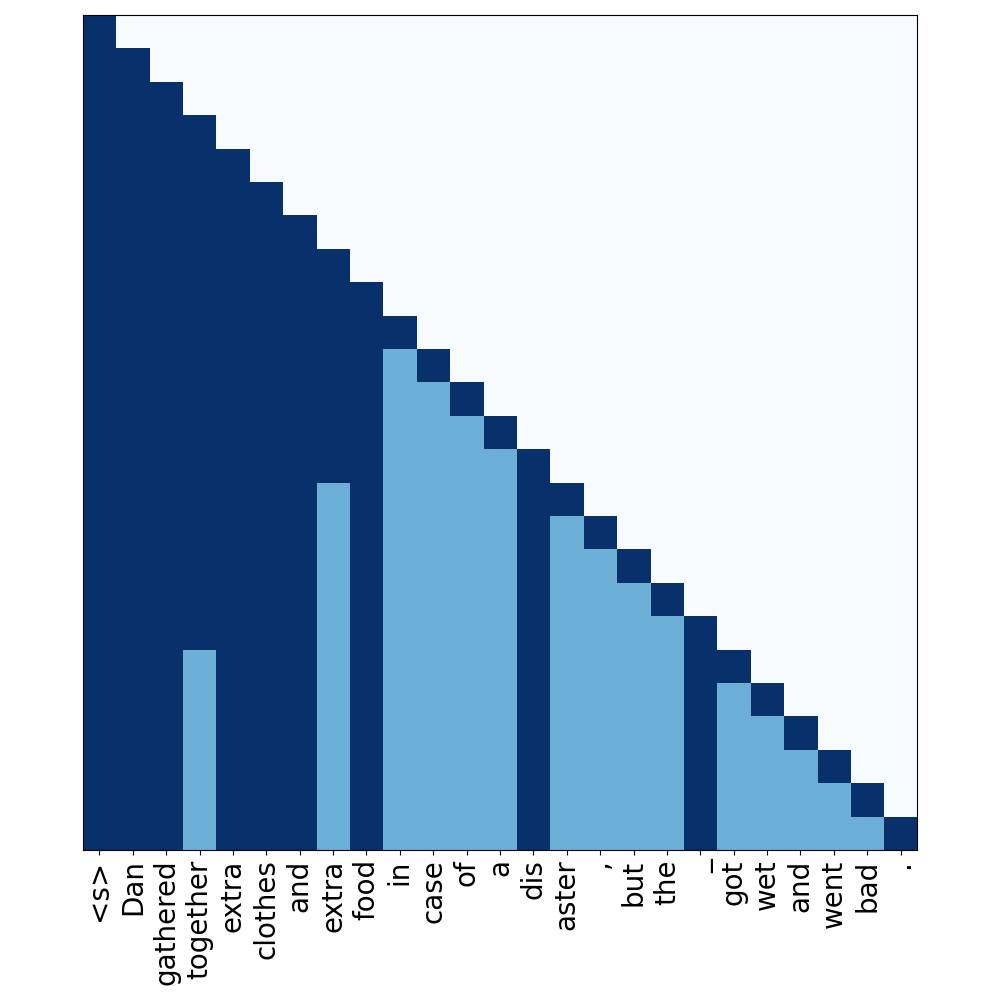 <s> Dan gathered together extra clothes and extra food in case of a dis aster , but the _ got wet and went bad .